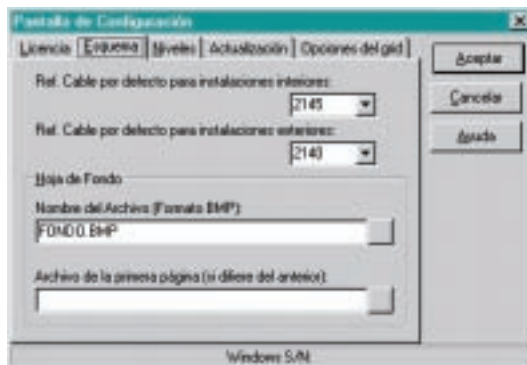 Pantalla de Configuración
Licencia Esquema Niveles Actualización Opciones del grid
Aceptar
Ref. Cable por defecto para instalaciones interiores:
2145
Cancelar
Ref. Cable por defecto para instalaciones exteriores:
Ayuda
2140
Hoja de Fondo
Nombre del Archivo (Formato BMP):
FONDO.BMP
Archivo de la primera página (si difiere del anterior):
Windows S/N: